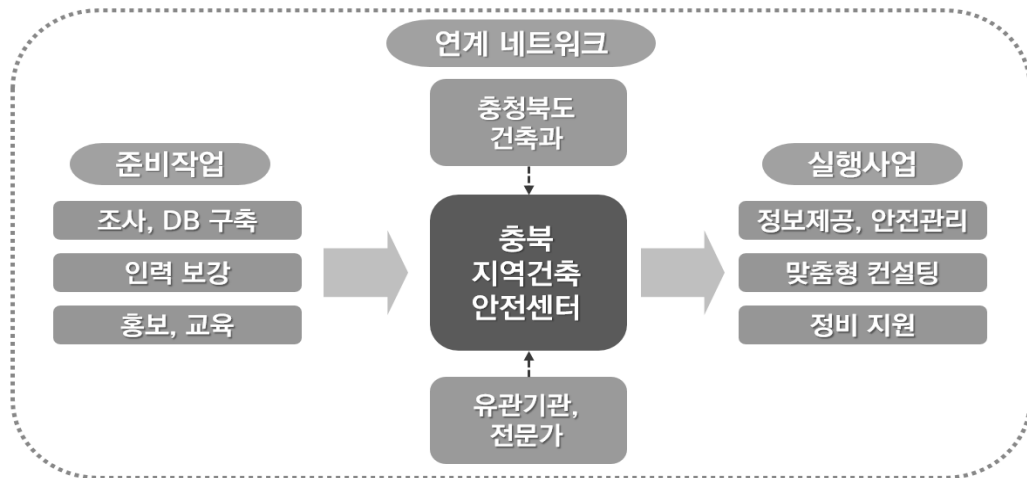 연계 네트워크
충청북도
건축과
준비작업
조사, DB 구축
인력 보강
홍보, 교육
충북
지역건축
안전센터
실행사업
정보제공, 안전관리
맞춤형 컨설팅
정비 지원
유관기관,
전문가